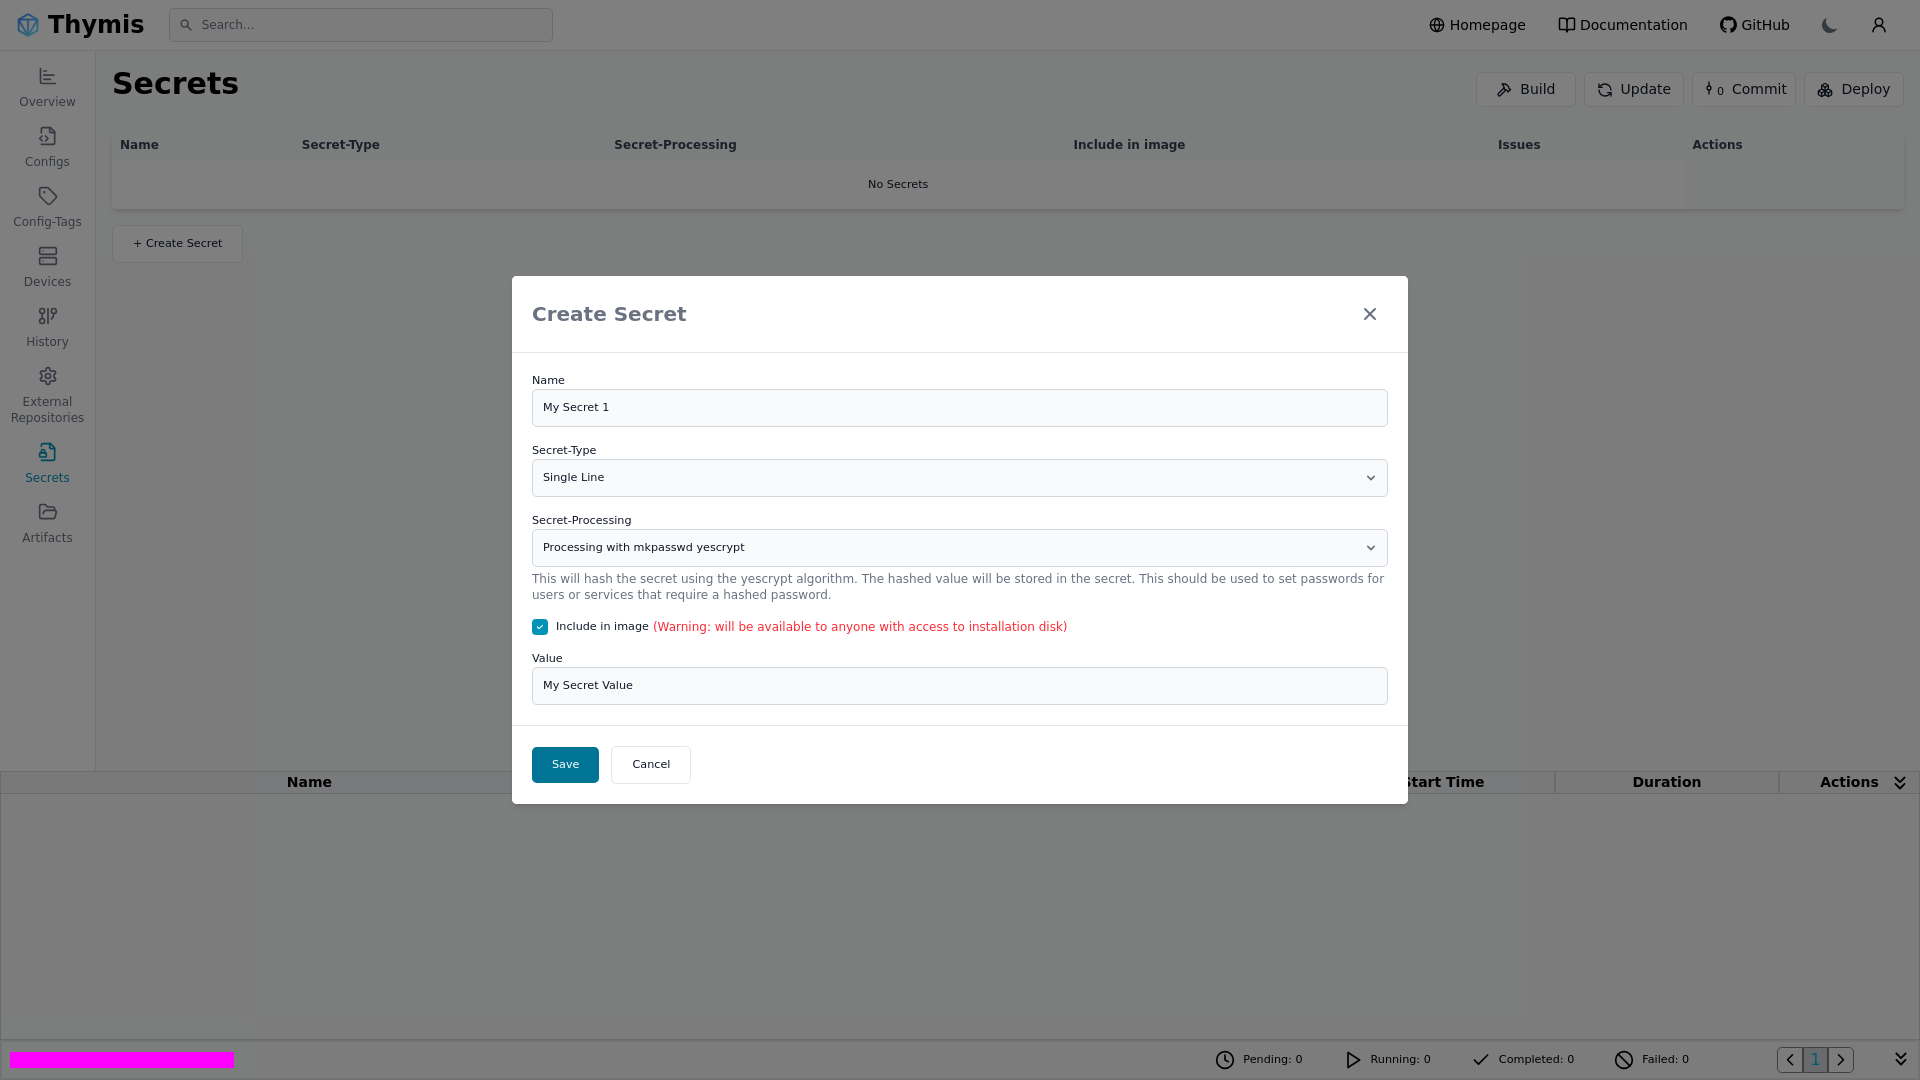 Thymis
Search...
Homepage
Documentation
GitHub
Overview
Configs
Config-Tags
Devices
History
External
Repositories
Secrets
Artifacts
Secrets
Build
Update
0 Commit
Deploy
Name Secret-Type Secret-Processing Include in image Issues Actions
No Secrets
+ Create Secret
Create Secret
Name
My Secret 1
Secret-Type
Single Line
Secret-Processing
Processing with mkpasswd yescrypt
This will hash the secret using the yescrypt algorithm. The hashed value will be stored in the secret. This should be used to set passwords for
users or services that require a hashed password.
Include in image (Warning: will be available to anyone with access to installation disk)
Value
My Secret Value
Save
Cancel
Name Start Time Duration Actions
Pending: 0
Running: 0
Completed: 0
Failed: 0
1